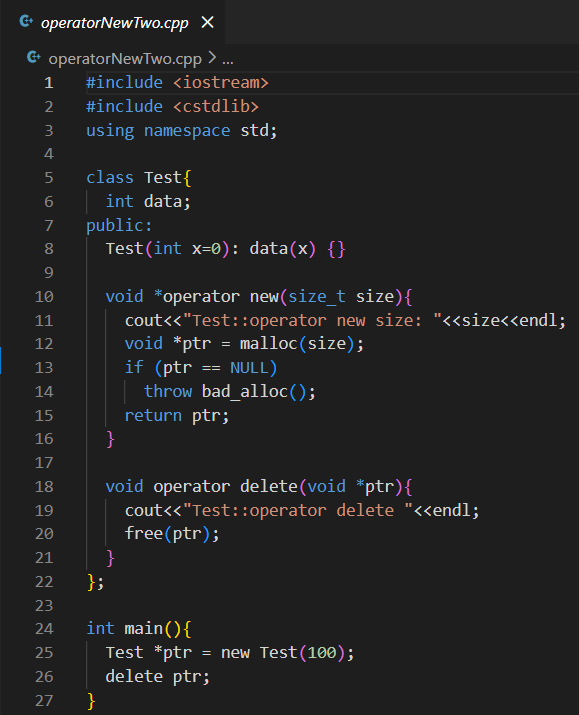 operatorNewTwo.cpp ×
operatorNewTwo.cpp > ...
1 #include <iostream>
2 #include <cstdlib>
3 using namespace std;
4
5 class Test{
6   int data;
7 public:
8   Test(int x=0): data(x) {}
9
10   void *operator new(size_t size){
11     cout<<"Test::operator new size: "<<size<<endl;
12     void *ptr = malloc(size);
13     if (ptr == NULL)
14       throw bad_alloc();
15     return ptr;
16   }
17
18   void operator delete(void *ptr){
19     cout<<"Test::operator delete "<<endl;
20     free(ptr);
21   }
22 };
23
24 int main(){
25   Test *ptr = new Test(100);
26   delete ptr;
27 }